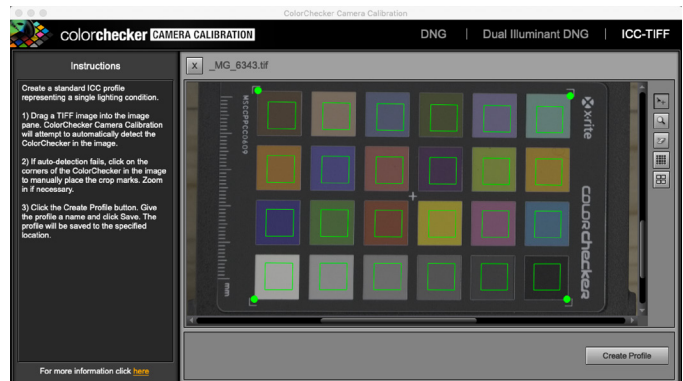 ColorChecker Camera Calibration
colorchecker CAMERA CALIBRATION
DNG | Dual Illuminant DNG | ICC-TIFF
Instructions
Create a standard ICC profile
representing a single lighting condition.
1) Drag a TIFF image into the image
pane. ColorChecker Camera Calibration
will attempt to automatically detect the
ColorChecker in the image.
2) If auto-detection fails, click on the
corners of the ColorChecker in the image
to manually place the crop marks. Zoom
in if necessary.
3) Click the Create Profile button. Give
the profile a name and click Save. The
profile will be saved to the specified
location.
For more information click here
X _MG_6343.tif
MSCCPPCC0609
mm
x-rite
colorchecker
Create Profile